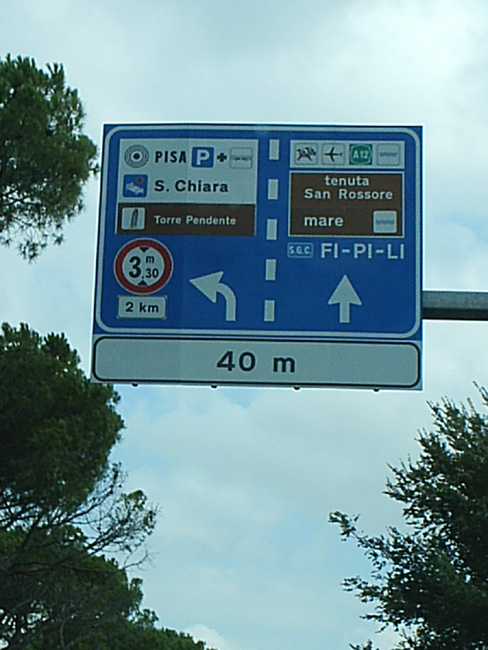 PISA P +
S. Chiara
Torre Pendente
3 m ,30
2 km
A12
tenuta
San Rossore
mare
S.G.C. FI-PI-LI
40 m